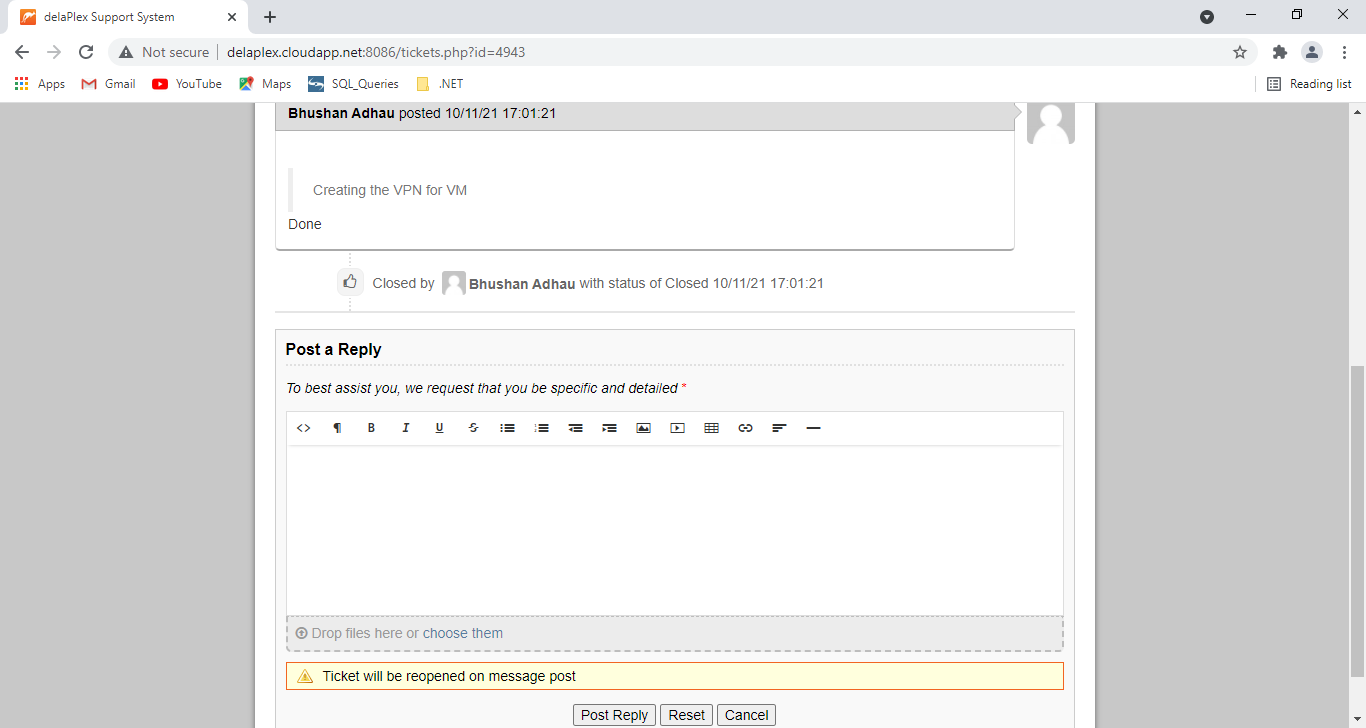 delaPlex Support System
Not secure delaplex.cloudapp.net:8086/tickets.php?id=4943
Apps Gmail YouTube Maps SQL_Queries .NET Reading list
Bhushan Adhau posted 10/11/21 17:01:21
Creating the VPN for VM
Done
Closed by Bhushan Adhau with status of Closed 10/11/21 17:01:21
Post a Reply
To best assist you, we request that you be specific and detailed *
<> ¶ B I U S
Drop files here or choose them
Ticket will be reopened on message post
Post Reply Reset Cancel